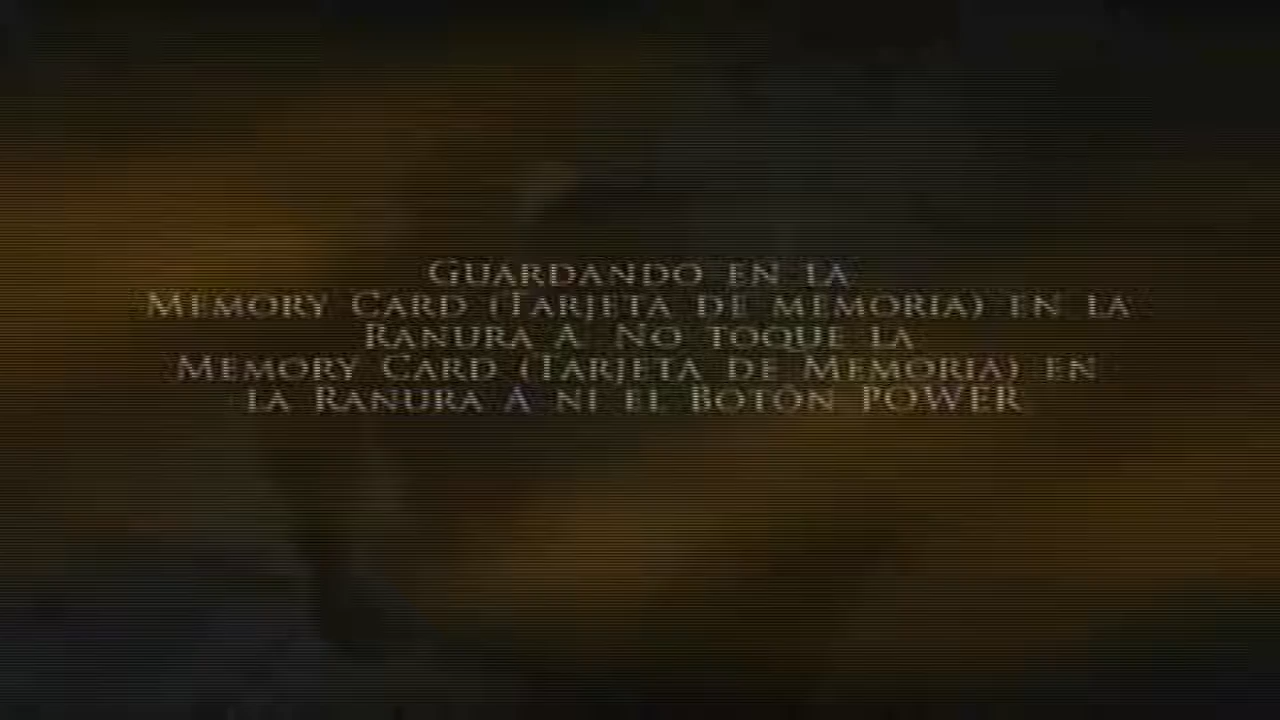 Guardando en la
Memory Card (Tarjeta de memoria) en la
Ranura A. No toque la
Memory Card (Tarjeta de Memoria) en
la Ranura A ni el Botón POWER